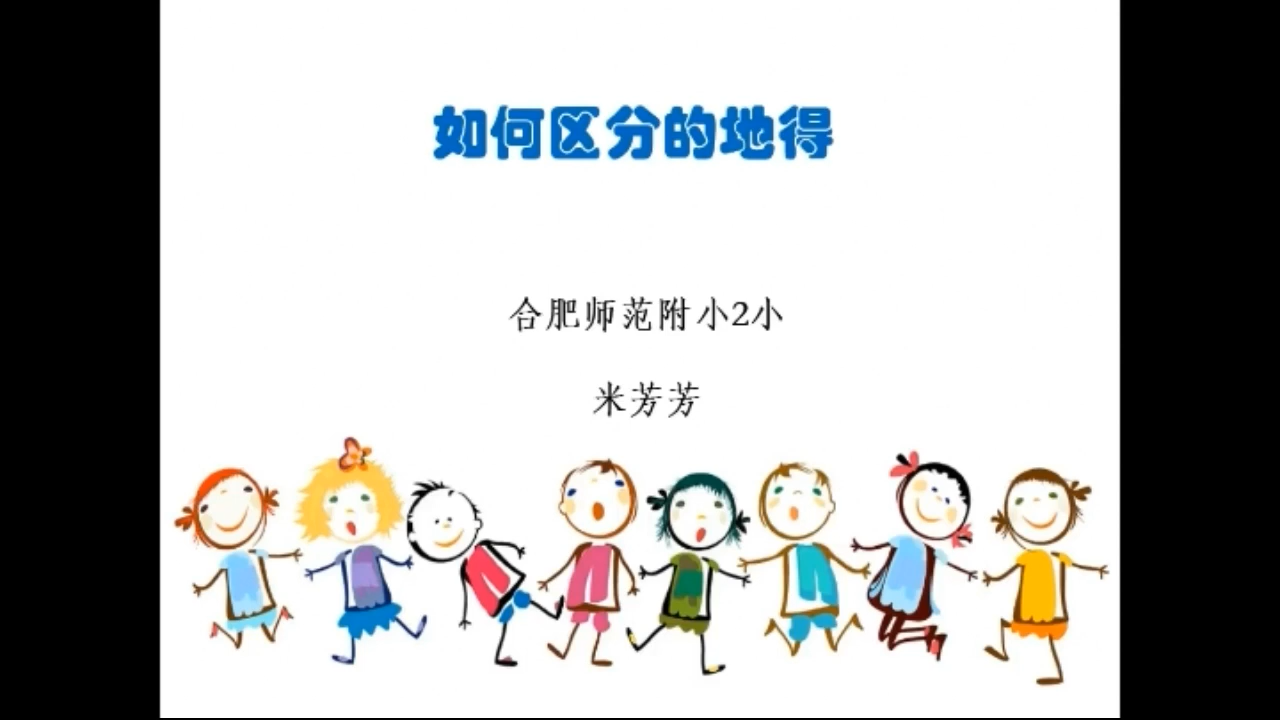 如何区分的地得
合肥师范附小2小
米芳芳